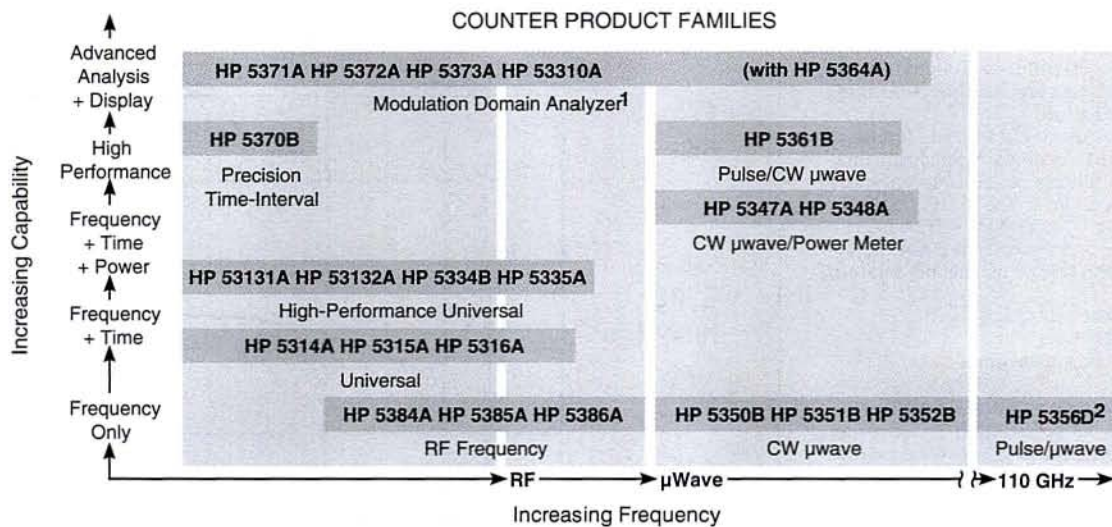 COUNTER PRODUCT FAMILIES
Increasing Capability
Advanced
Analysis
+ Display
High
Performance
Frequency
+ Time
+ Power
Frequency
+ Time
Frequency
Only
HP 5371A HP 5372A HP 5373A HP 53310A (with HP 5364A)
Modulation Domain Analyzer1
HP 5370B
Precision
Time-Interval
HP 5361B
Pulse/CW µwave
HP 5347A HP 5348A
CW µwave/Power Meter
HP 53131A HP 53132A HP 5334B HP 5335A
High-Performance Universal
HP 5314A HP 5315A HP 5316A
Universal
HP 5384A HP 5385A HP 5386A
RF Frequency
HP 5350B HP 5351B HP 5352B
CW µwave
HP 5356D2
Pulse/µwave
RF
µWave
110 GHz
Increasing Frequency